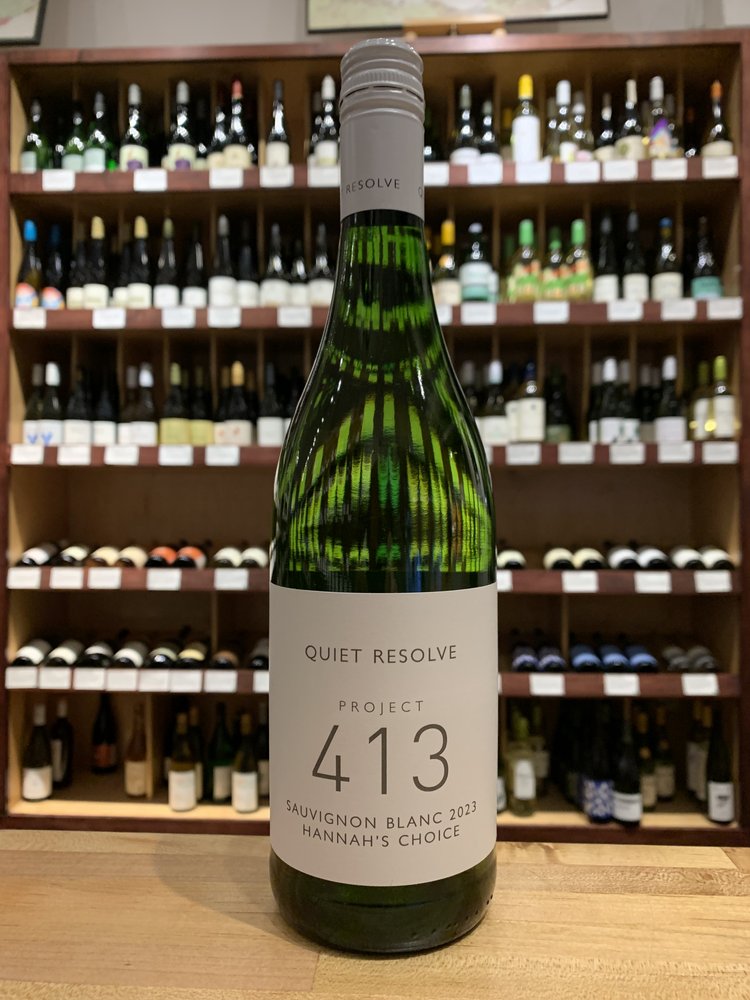 RESOLVE
QUIET RESOLVE
PROJECT
413
SAUVIGNON BLANC 2023
HANNAH'S CHOICE